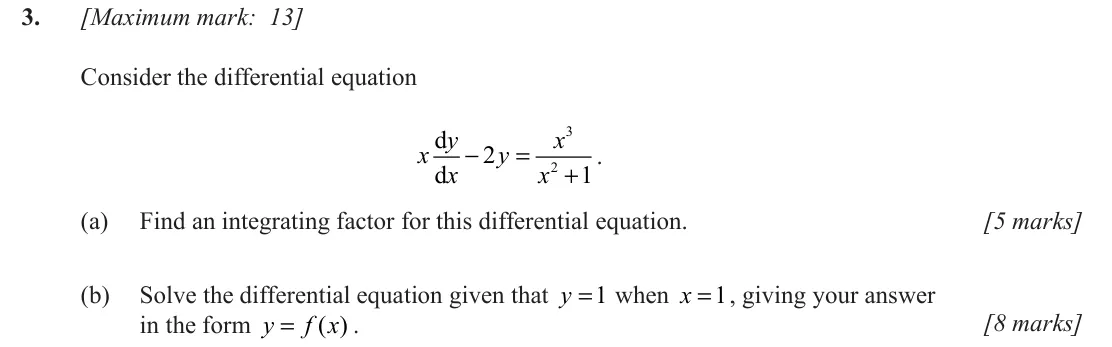 3. [Maximum mark: 13]
Consider the differential equation
x dy/dx − 2y = x³/(x² + 1).
(a) Find an integrating factor for this differential equation. [5 marks]
(b) Solve the differential equation given that y = 1 when x = 1, giving your answer
in the form y = f(x). [8 marks]